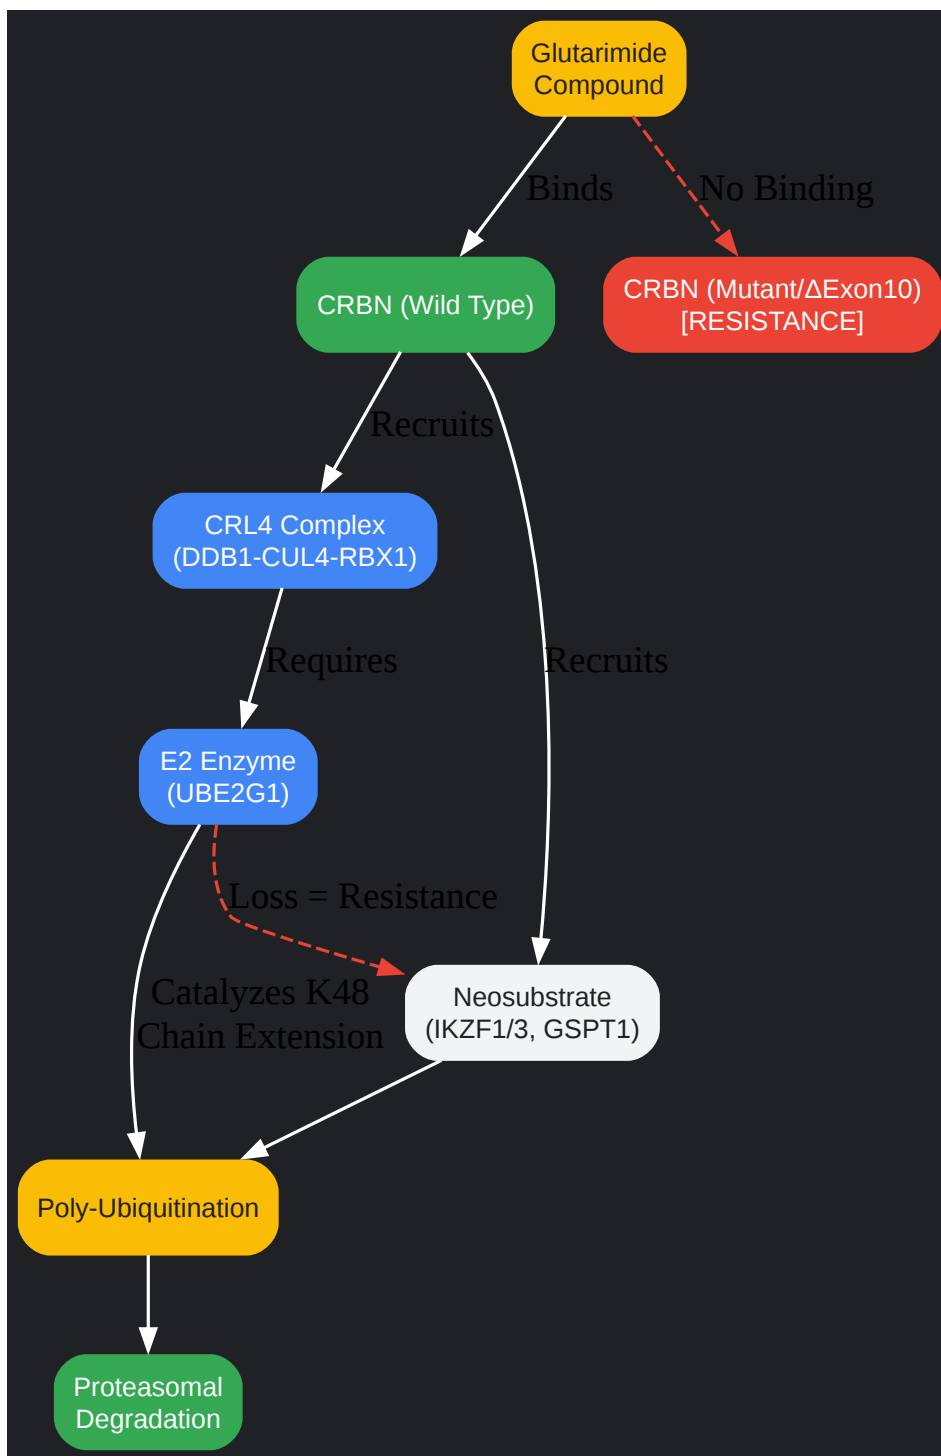 Glutarimide
Compound
Binds
No Binding
CRBN (Wild Type)
CRBN (Mutant/ΔExon10)
[RESISTANCE]
Recruits
CRL4 Complex
(DDB1-CUL4-RBX1)
Requires
Recruits
E2 Enzyme
(UBE2G1)
Loss = Resistance
Catalyzes K48
Chain Extension
Neosubstrate
(IKZF1/3, GSPT1)
Poly-Ubiquitination
Proteasomal
Degradation